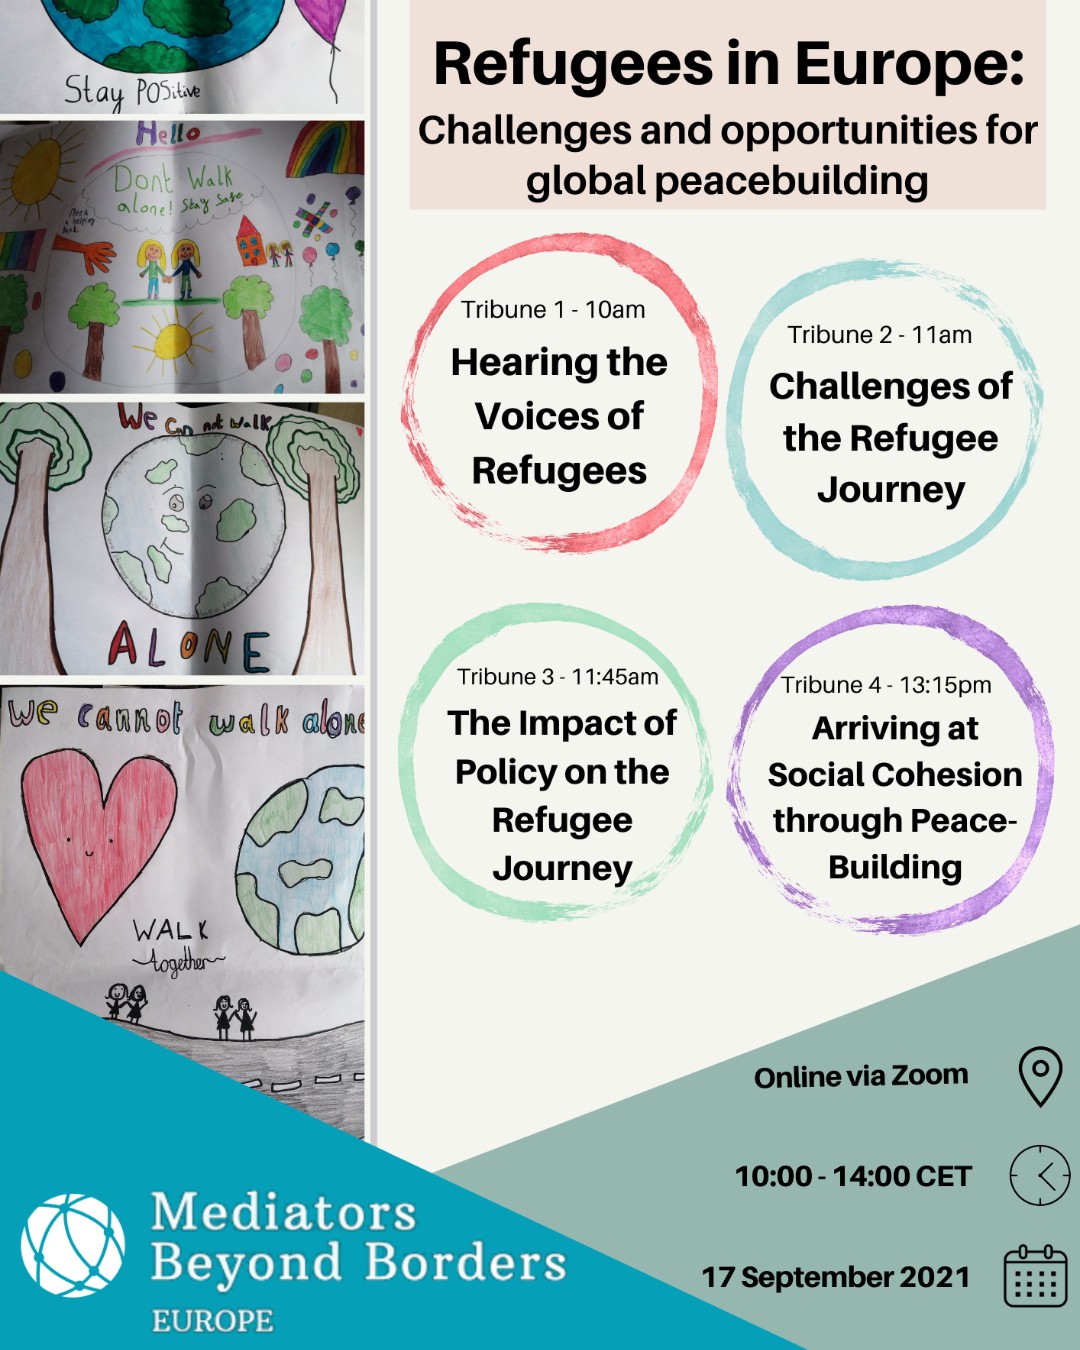 Stay POSitive
Hello
Dont Walk
alone! Stay Safe
Need
a helping
hand.
We Can not Walk
ALONE
We cannot walk alone
WALK
together
Refugees in Europe:
Challenges and opportunities for
global peacebuilding
Tribune 1 - 10am
Hearing the
Voices of
Refugees
Tribune 2 - 11am
Challenges of
the Refugee
Journey
Tribune 3 - 11:45am
The Impact of
Policy on the
Refugee
Journey
Tribune 4 - 13:15pm
Arriving at
Social Cohesion
through Peace-
Building
Online via Zoom
10:00 - 14:00 CET
17 September 2021
Mediators
Beyond Borders
EUROPE